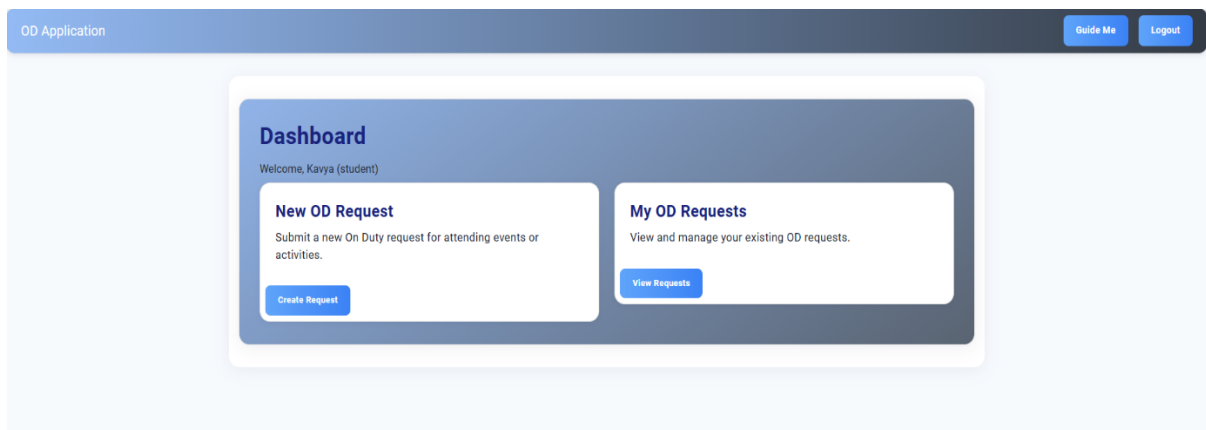 OD Application
Guide Me
Logout
Dashboard
Welcome, Kavya (student)
New OD Request
Submit a new On Duty request for attending events or
activities.
Create Request
My OD Requests
View and manage your existing OD requests.
View Requests